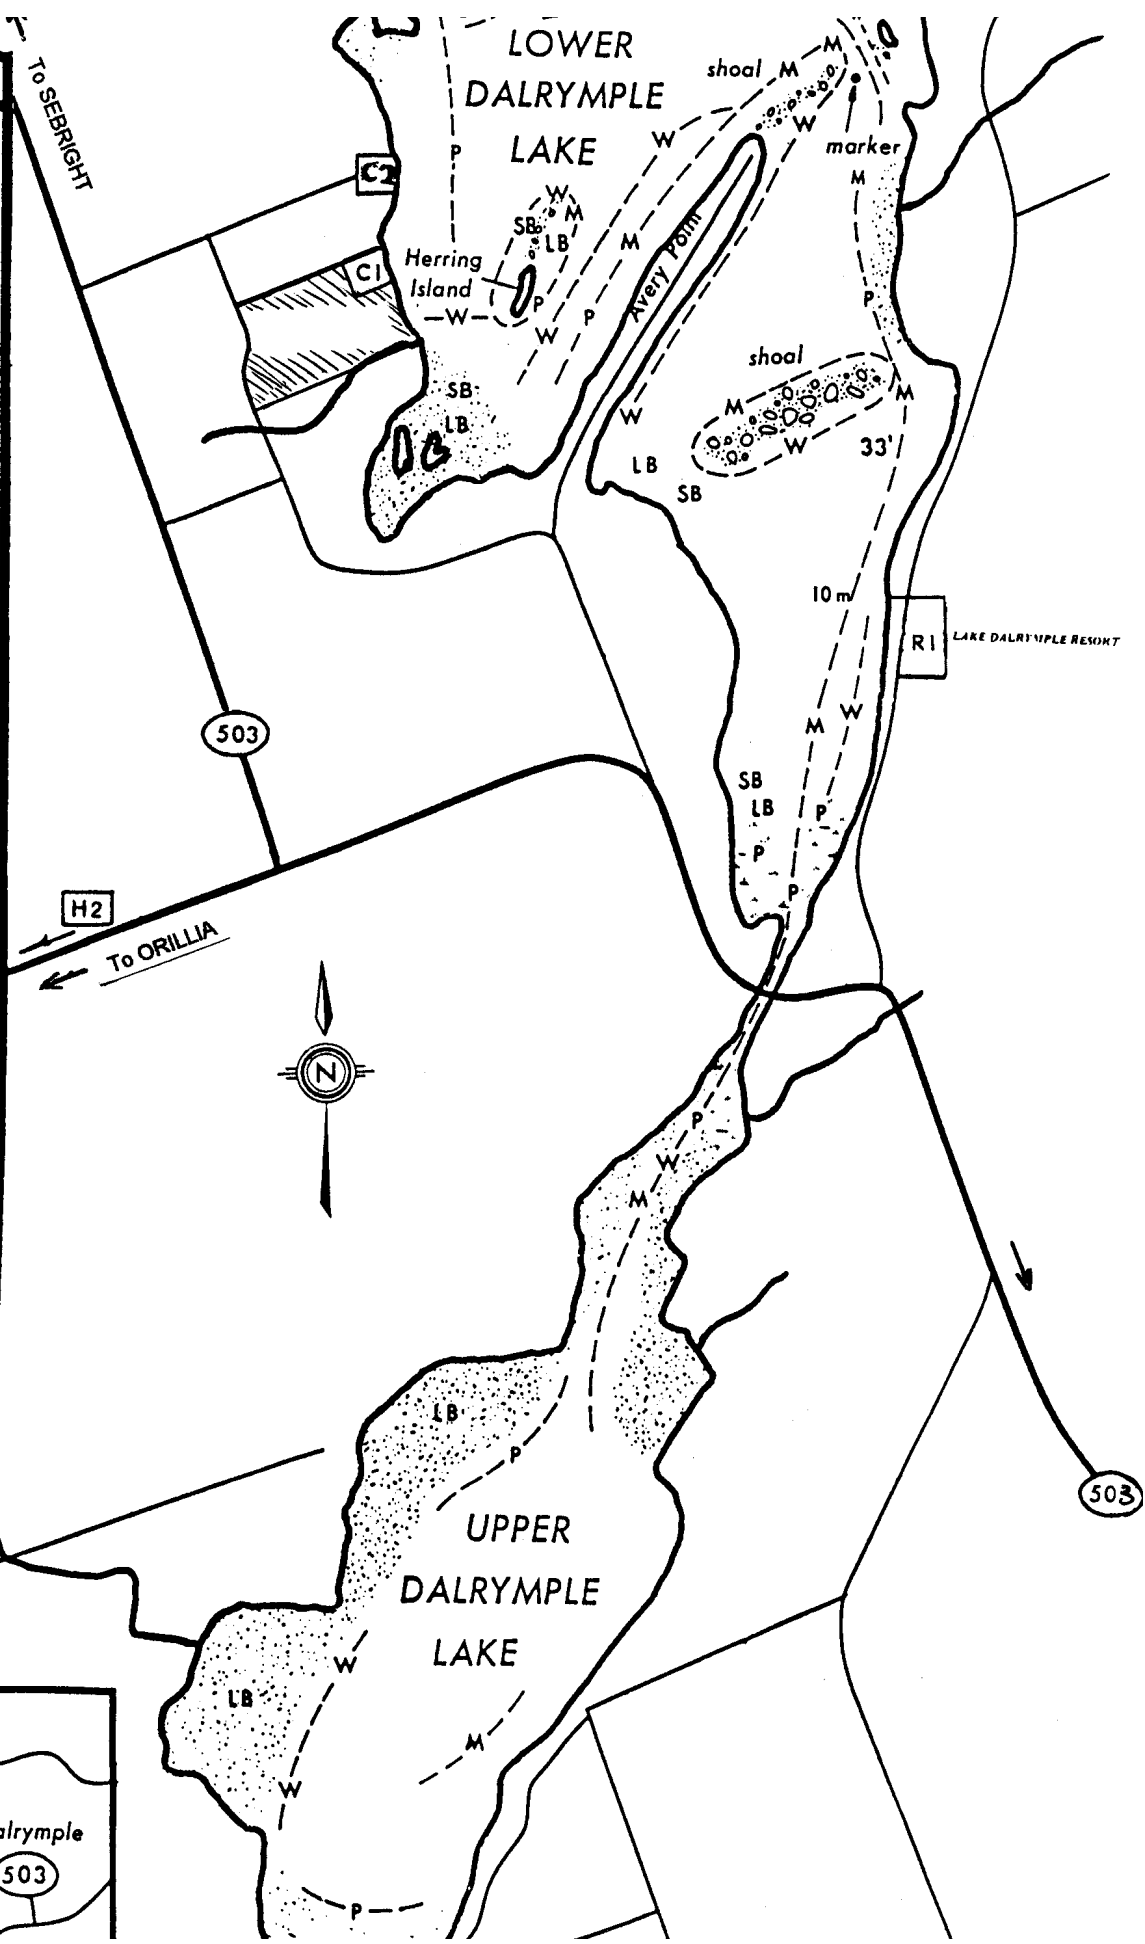 LOWER
DALRYMPLE
LAKE
To SEBRIGHT
shoal
M
M
W
W
marker
M
P
C2
W
M
SB
LB
C1
Herring
Island
P
W
M
P
W
W
Avery Point
P
shoal
M
M
W
33'
SB
LB
W
LB
SB
10 m
R1
LAKE DALRYMPLE RESORT
503
M
W
SB
LB
P
P
P
H2
To ORILLIA
N
P
W
M
LB
P
503
UPPER
DALRYMPLE
LAKE
W
LB
M
W
alrymple
503
P